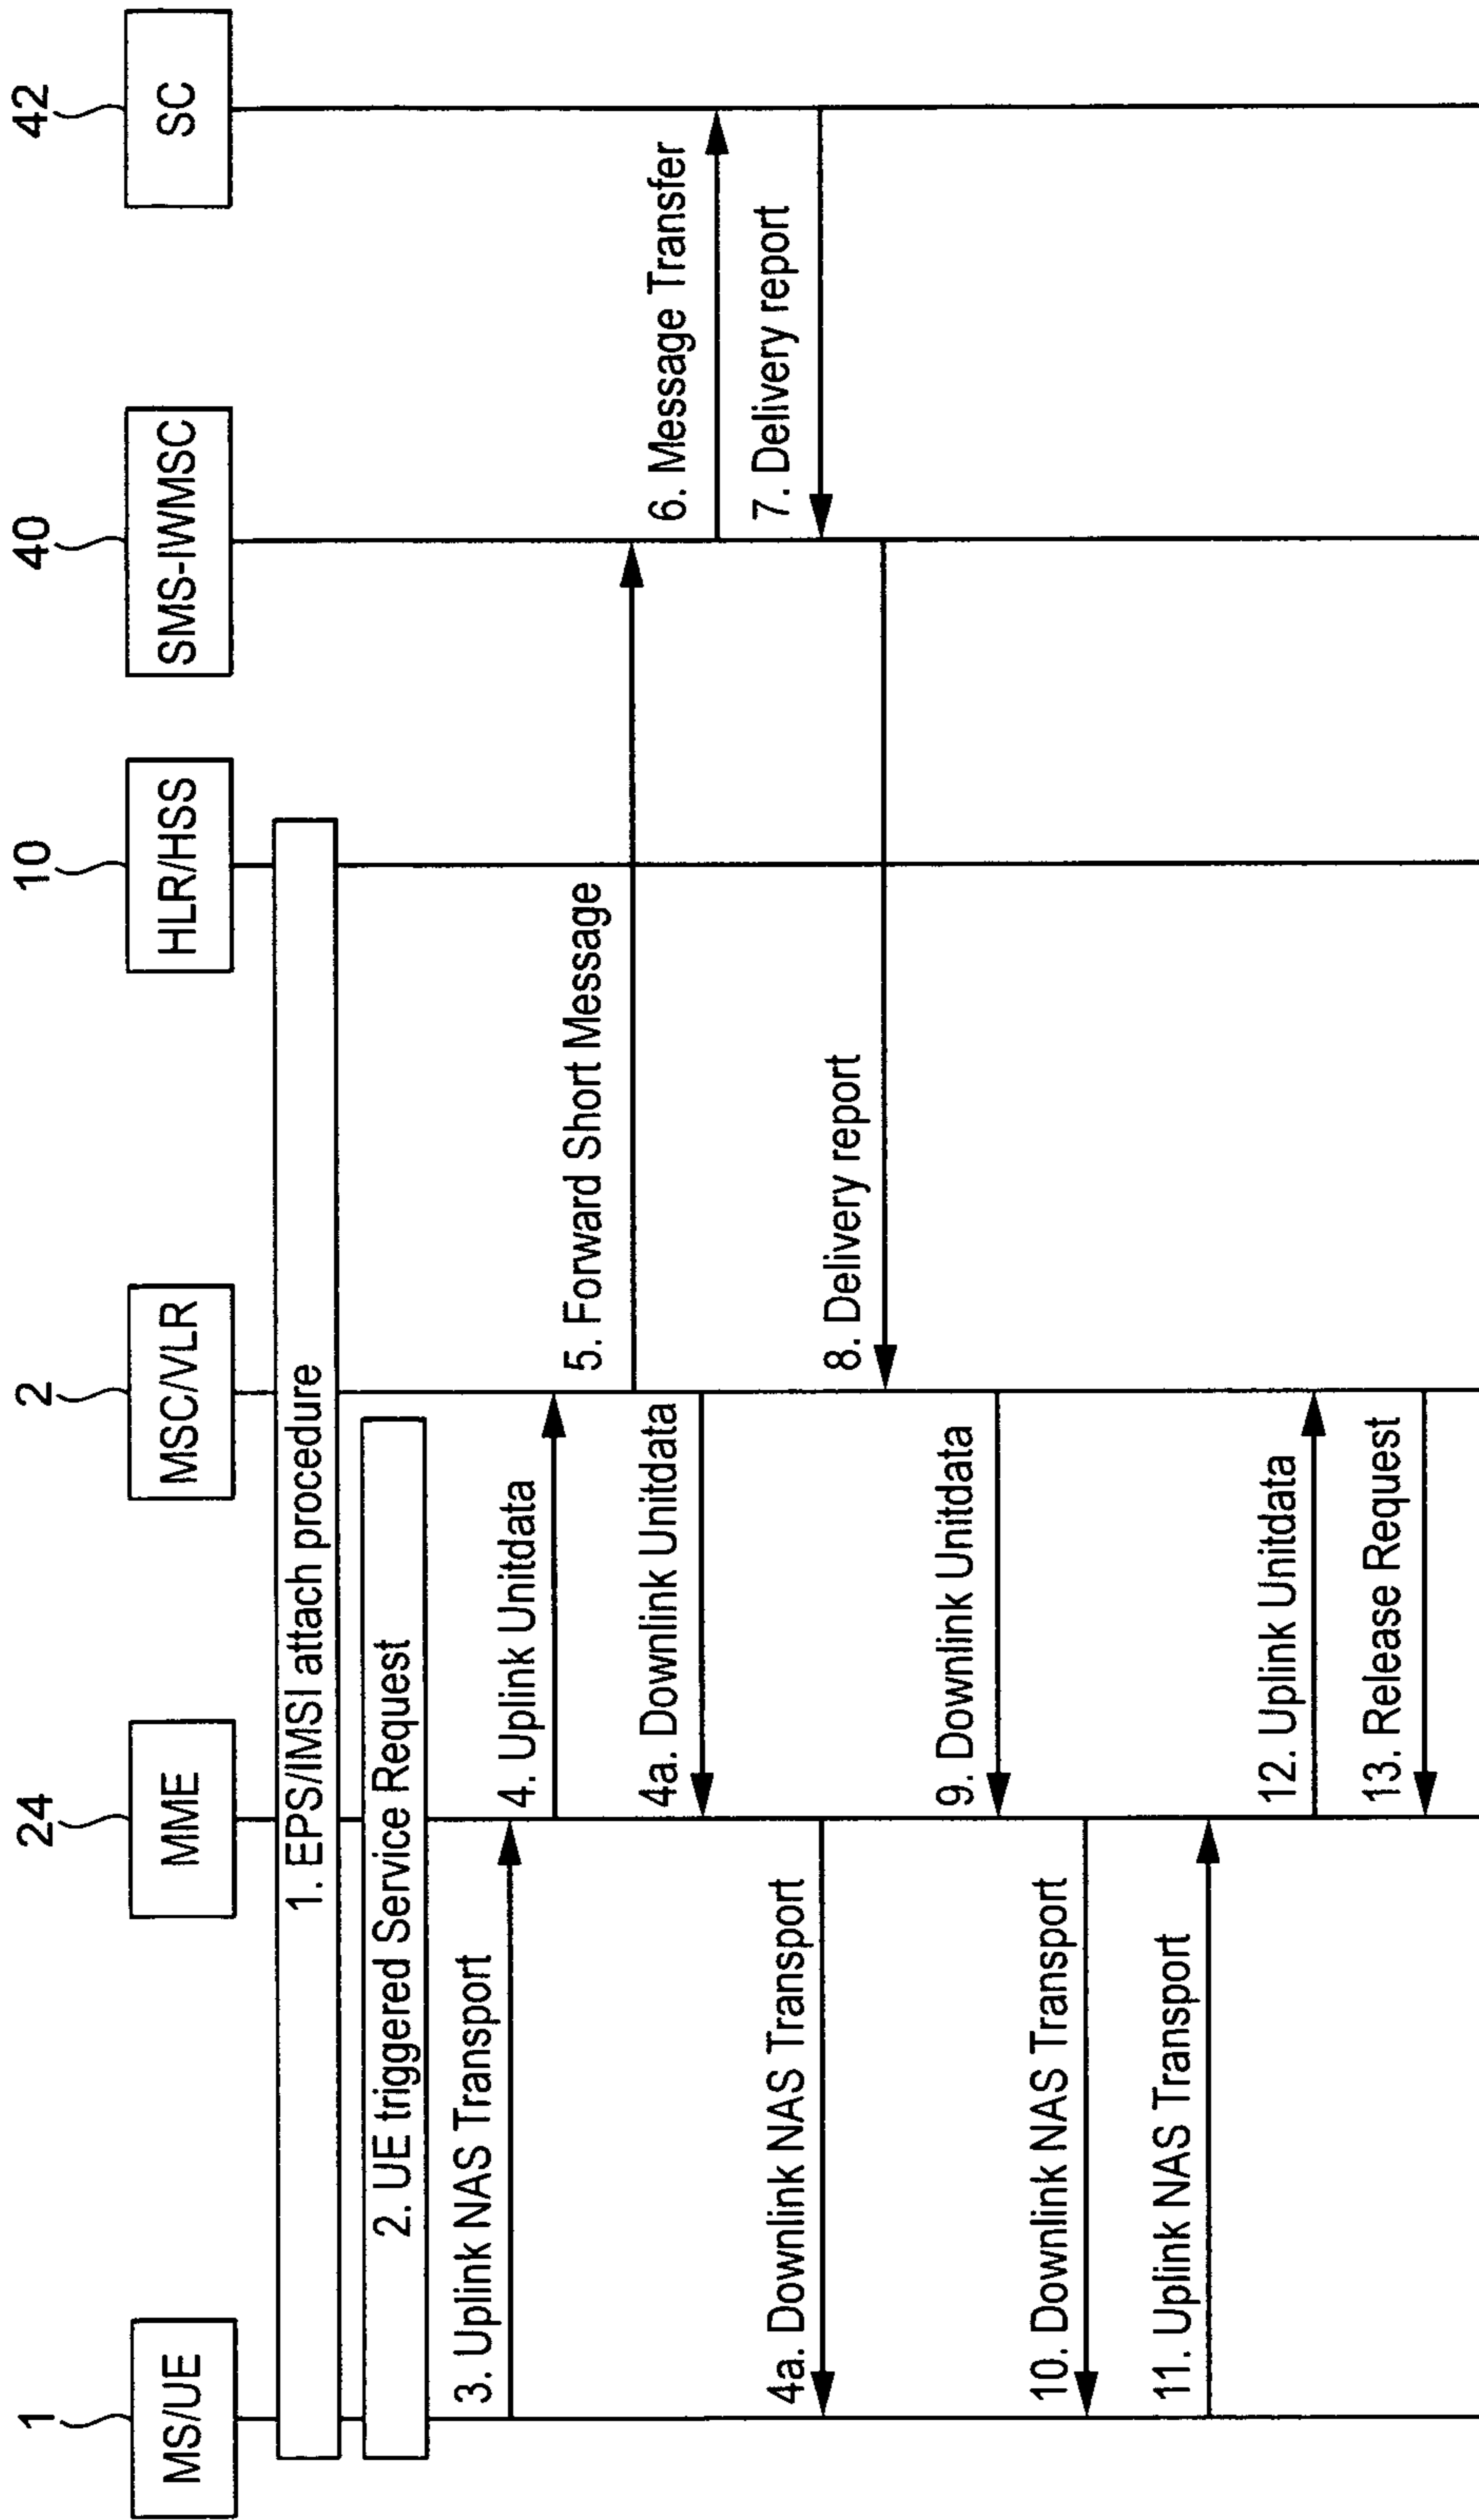 1
24
2
10
40
42
MS/UE
MME
MSC/VLR
HLR/HSS
SMS-IWMSC
SC
1. EPS/IMSI attach procedure
2. UE triggered Service Request
3. Uplink NAS Transport
4. Uplink Unitdata
5. Forward Short Message
4a. Downlink Unitdata
6. Message Transfer
4a. Downlink NAS Transport
7. Delivery report
8. Delivery report
9. Downlink Unitdata
10. Downlink NAS Transport
11. Uplink NAS Transport
12. Uplink Unitdata
13. Release Request